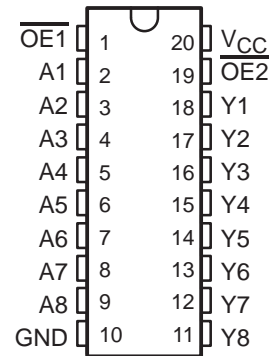 OE1 1 20 VCC
A1 2 19 OE2
A2 3 18 Y1
A3 4 17 Y2
A4 5 16 Y3
A5 6 15 Y4
A6 7 14 Y5
A7 8 13 Y6
A8 9 12 Y7
GND 10 11 Y8